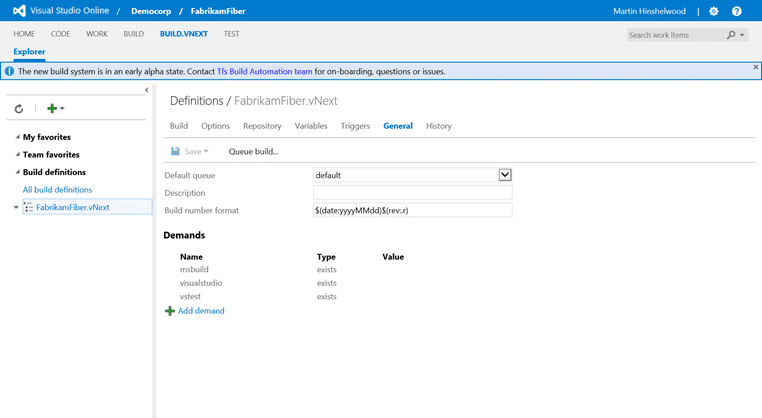 Visual Studio Online / Democorp / FabrikamFiber Martin Hinshelwood
HOME CODE WORK BUILD BUILD.VNEXT TEST Search work items
Explorer
The new build system is in an early alpha state. Contact Tfs Build Automation team for on-boarding, questions or issues.
Definitions / FabrikamFiber.vNext
Build Options Repository Variables Triggers General History
My favorites
Team favorites
Build definitions
All build definitions
FabrikamFiber.vNext
Save Queue build...
Default queue default
Description
Build number format $(date:yyyyMMdd)$(rev:.r)
Demands
Name Type Value
msbuild exists
visualstudio exists
vstest exists
Add demand